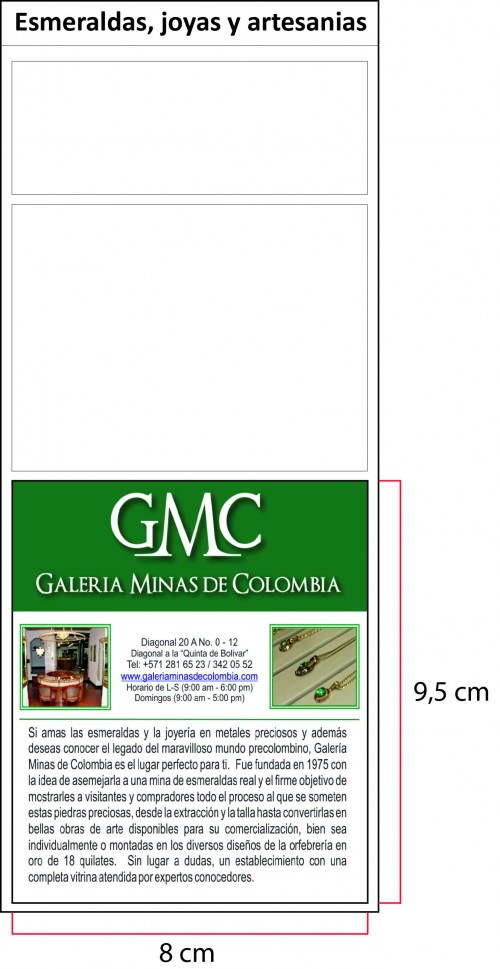 Esmeraldas, joyas y artesanias
GMC
GALERIA MINAS DE COLOMBIA
Diagonal 20 A No. 0 - 12
Diagonal a la "Quinta de Bolivar"
Tel: +571 281 65 23 / 342 05 52
www.galeriaminasdecolombia.com
Horario de L-S (9:00 am - 6:00 pm)
Domingos (9:00 am - 5:00 pm)
Si amas las esmeraldas y la joyería en metales preciosos y además
deseas conocer el legado del maravilloso mundo precolombino, Galería
Minas de Colombia es el lugar perfecto para ti. Fue fundada en 1975 con
la idea de asemejarla a una mina de esmeraldas real y el firme objetivo de
mostrarles a visitantes y compradores todo el proceso al que se someten
estas piedras preciosas, desde la extracción y la talla hasta convertirlas en
bellas obras de arte disponibles para su comercialización, bien sea
individualmente o montadas en los diversos diseños de la orfebrería en
oro de 18 quilates. Sin lugar a dudas, un establecimiento con una
completa vitrina atendida por expertos conocedores.
9,5 cm
8 cm